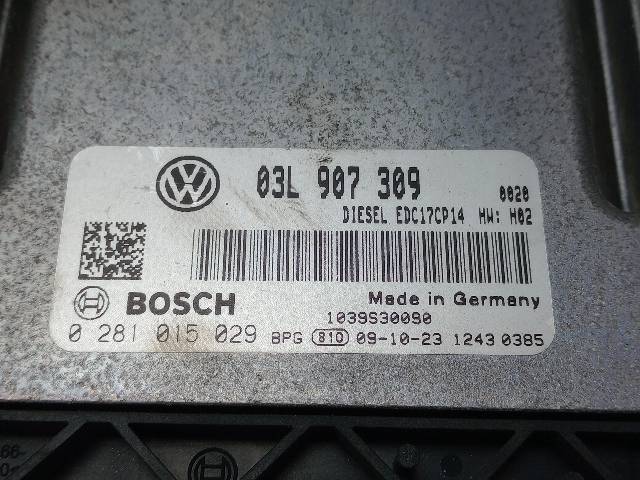 03L 907 309
0020
DIESEL EDC17CP14 HW: H02
BOSCH
Made in Germany
1039S30090
0 281 015 029 BPG 810 09-10-23 1243 0385